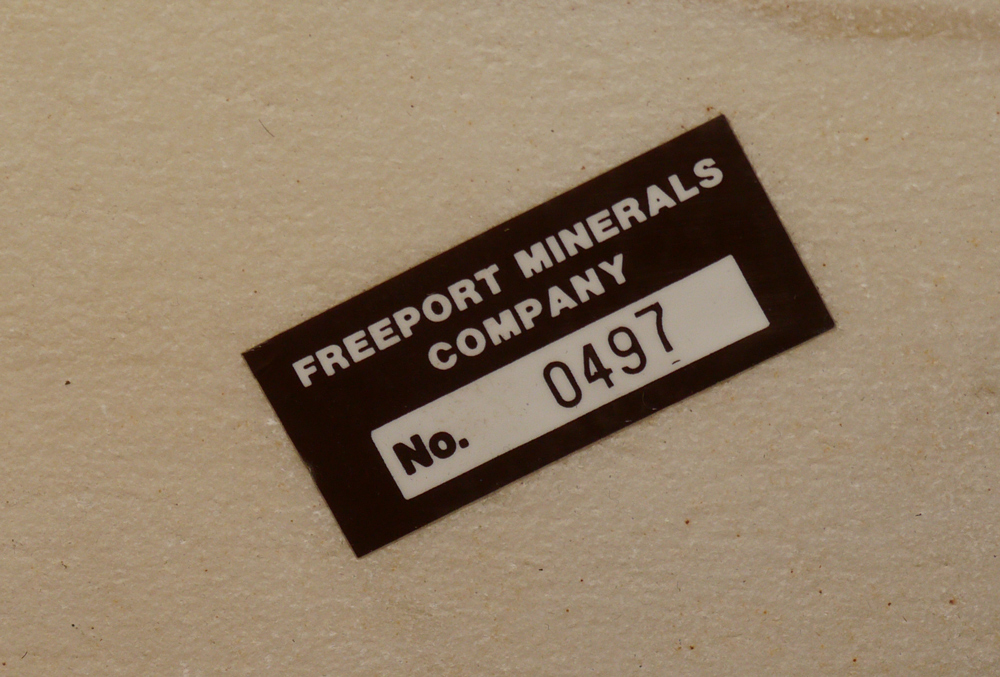 FREEPORT MINERALS
COMPANY
No. 0497